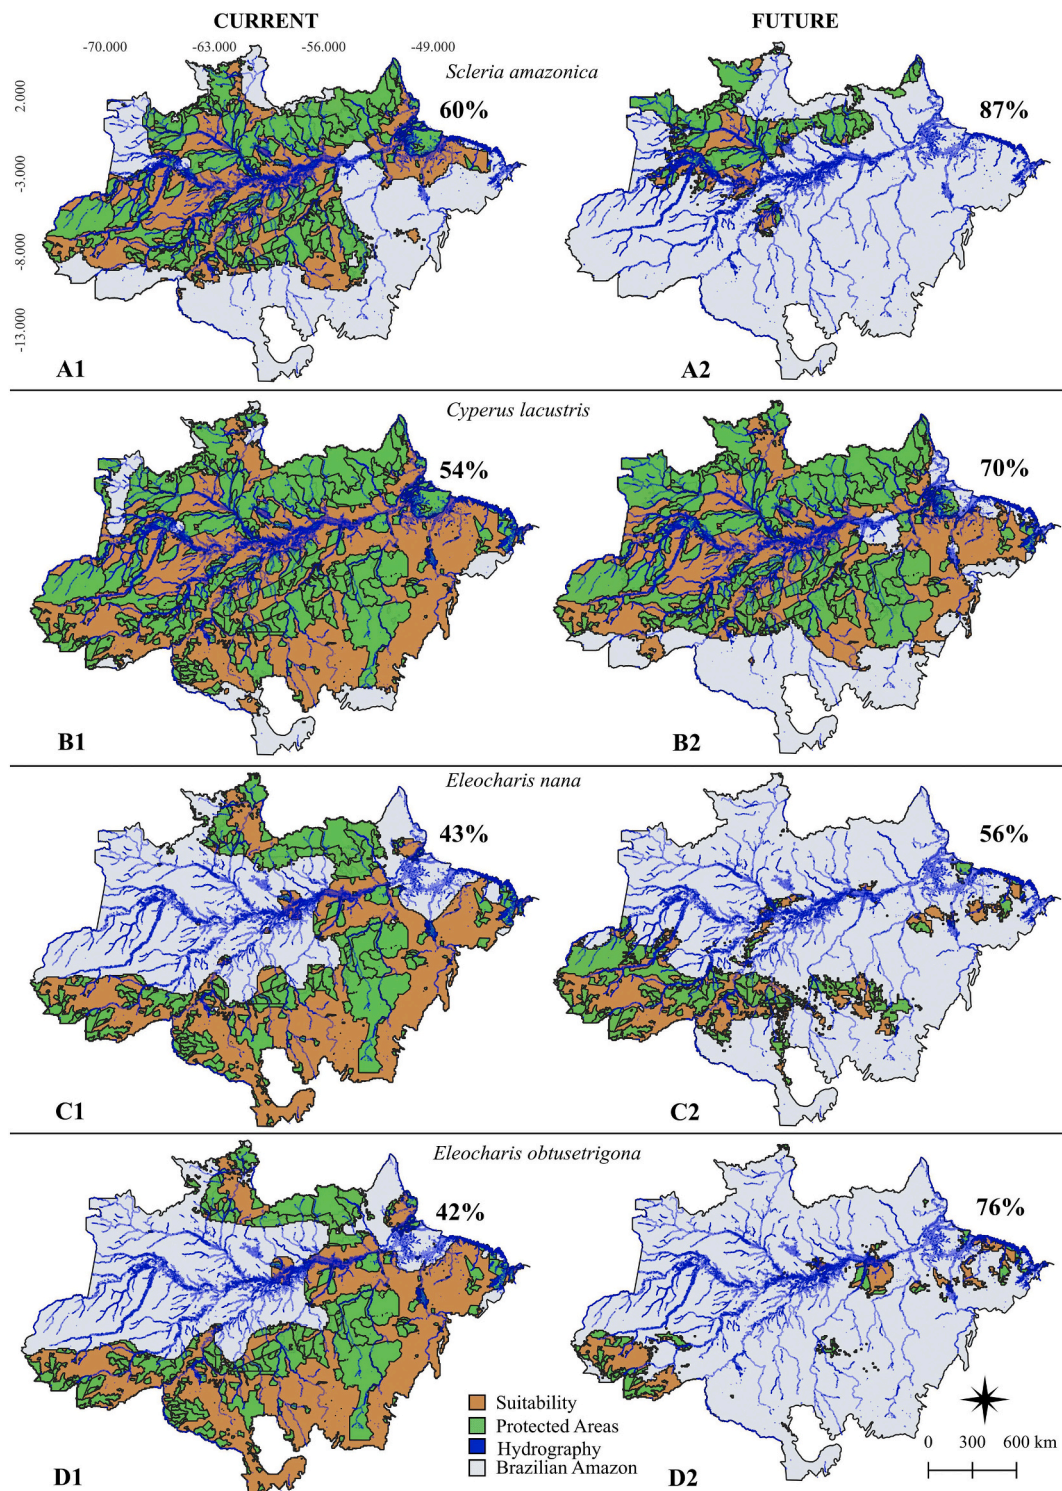 CURRENT FUTURE
-70.000 -63.000 -56.000 -49.000
Scleria amazonica
60% 87%
2.000
-3.000
-8.000
-13.000
A1 A2
Cyperus lacustris
54% 70%
B1 B2
Eleocharis nana
43% 56%
C1 C2
Eleocharis obtusetrigona
42% 76%
Suitability
Protected Areas
Hydrography
Brazilian Amazon
0 300 600 km
D1 D2